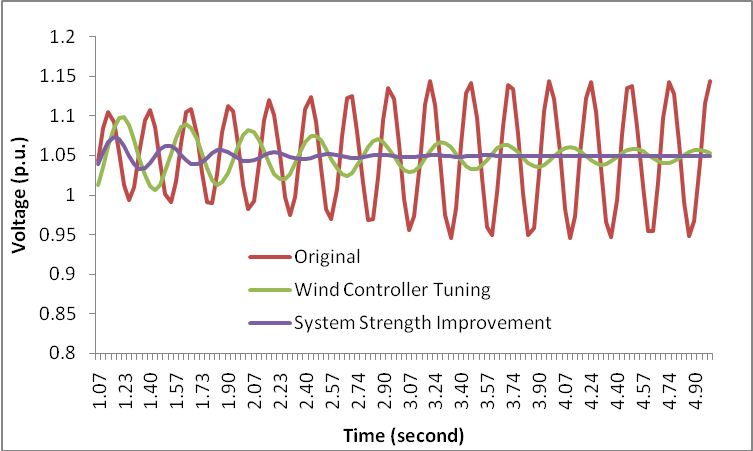 1.2
1.15
1.1
1.05
1
0.95
0.9
0.85
0.8
Voltage (p.u.)
Original
Wind Controller Tuning
System Strength Improvement
1.07 1.23 1.40 1.57 1.73 1.90 2.07 2.23 2.40 2.57 2.73 2.90 3.07 3.24 3.40 3.57 3.74 3.90 4.07 4.24 4.40 4.57 4.74 4.90
Time (second)